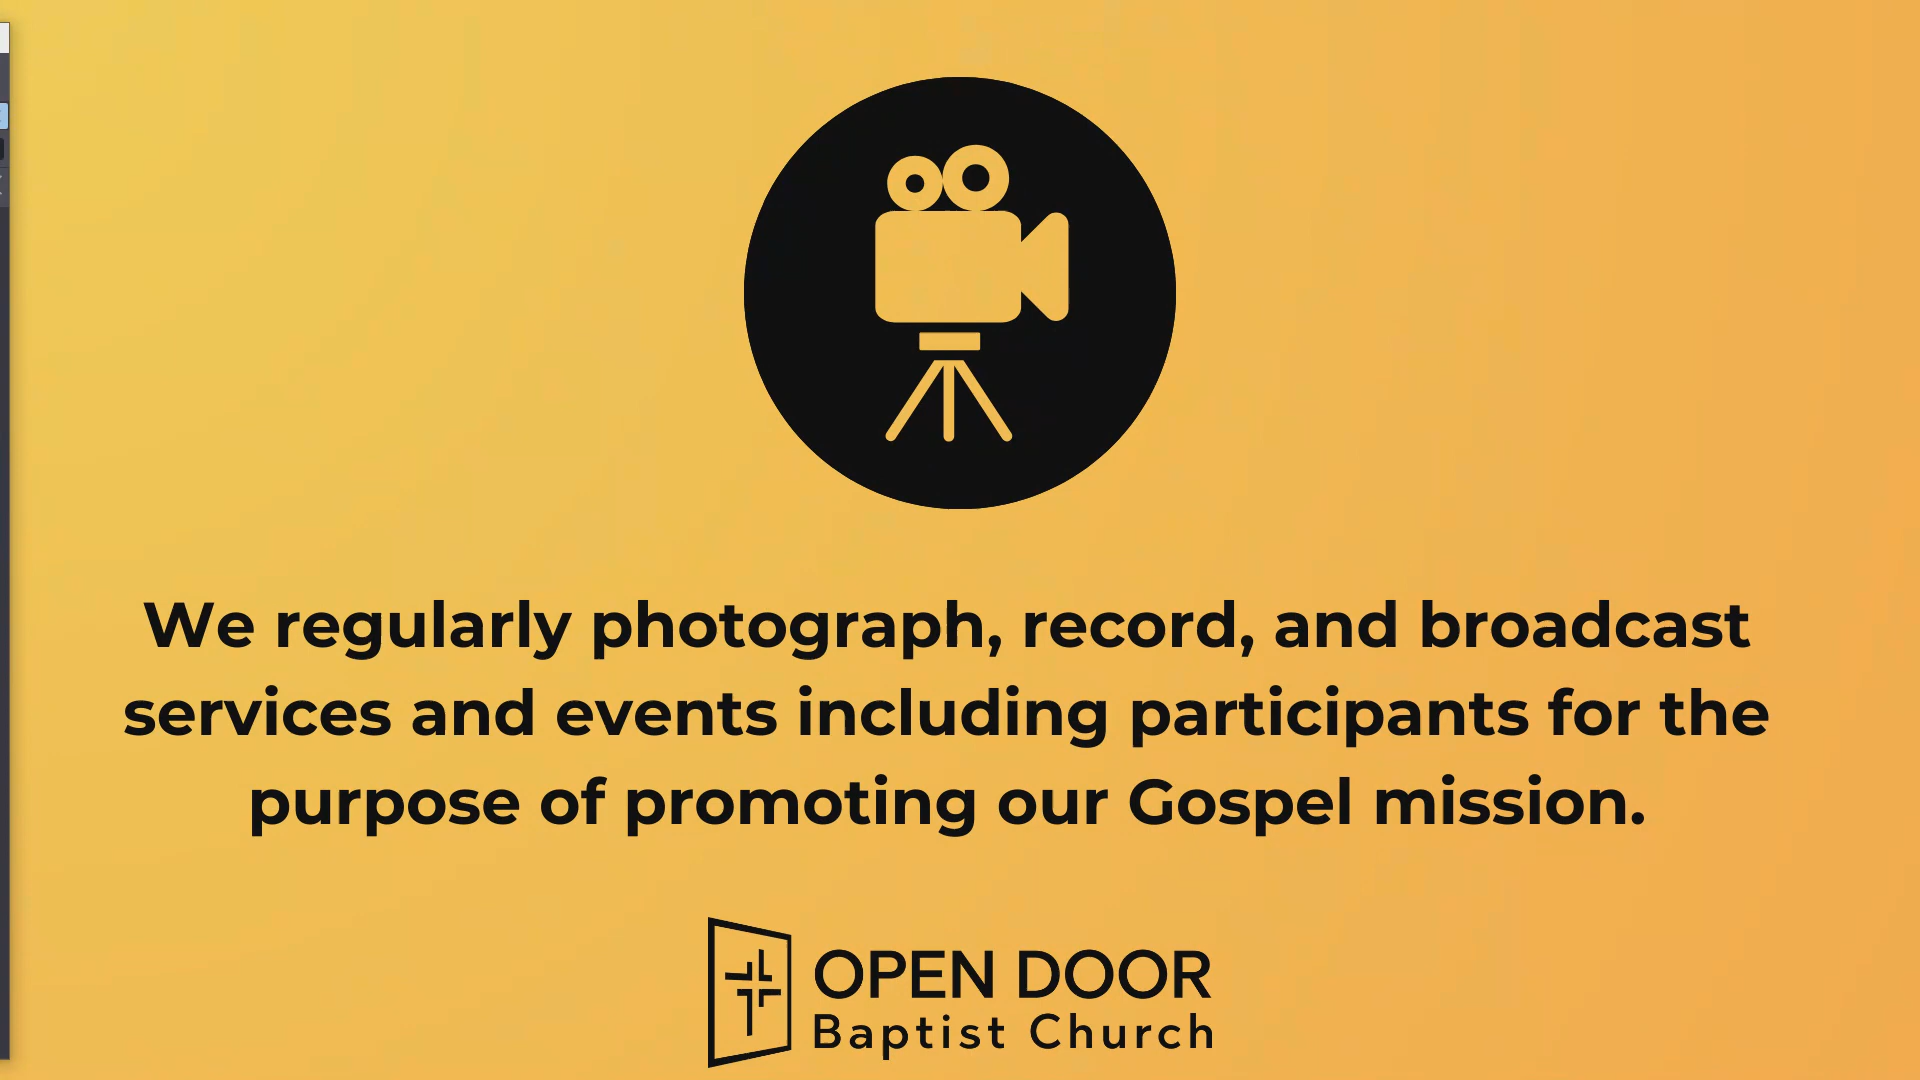 We regularly photograph, record, and broadcast
services and events including participants for the
purpose of promoting our Gospel mission.
OPEN DOOR
Baptist Church